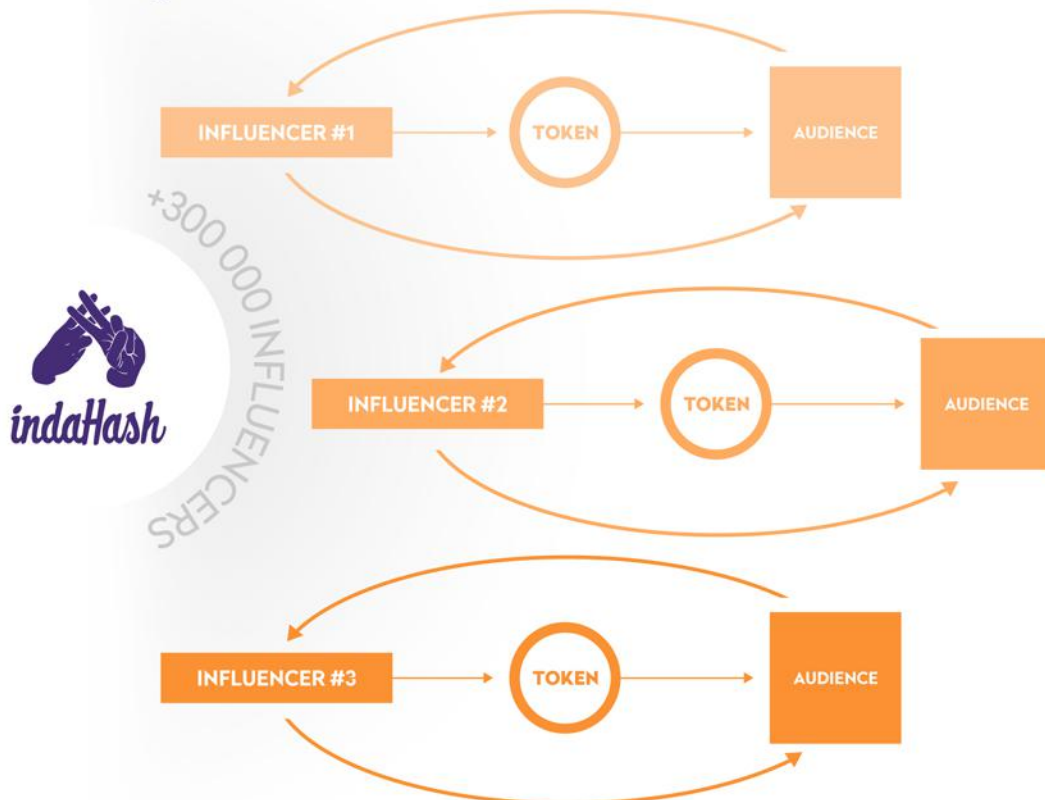 INFLUENCER #1
TOKEN
AUDIENCE
+300 000 INFLUENCERS
indaHash
INFLUENCER #2
TOKEN
AUDIENCE
INFLUENCER #3
TOKEN
AUDIENCE